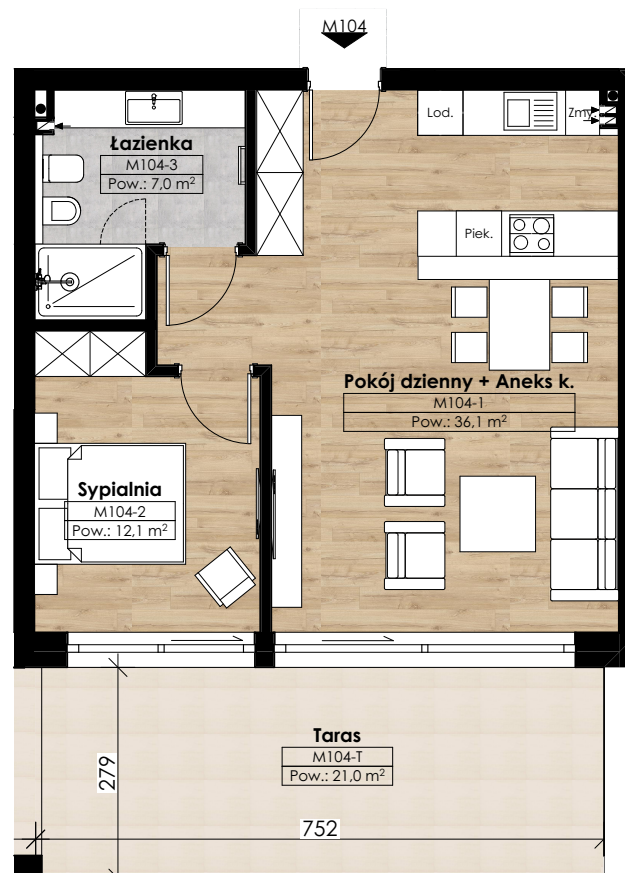 M104
Lod.
Zmy.
Łazienka
M104-3
Pow.: 7,0 m²
Piek.
Pokój dzienny + Aneks k.
M104-1
Pow.: 36,1 m²
Sypialnia
M104-2
Pow.: 12,1 m²
Taras
M104-T
Pow.: 21,0 m²
279
752